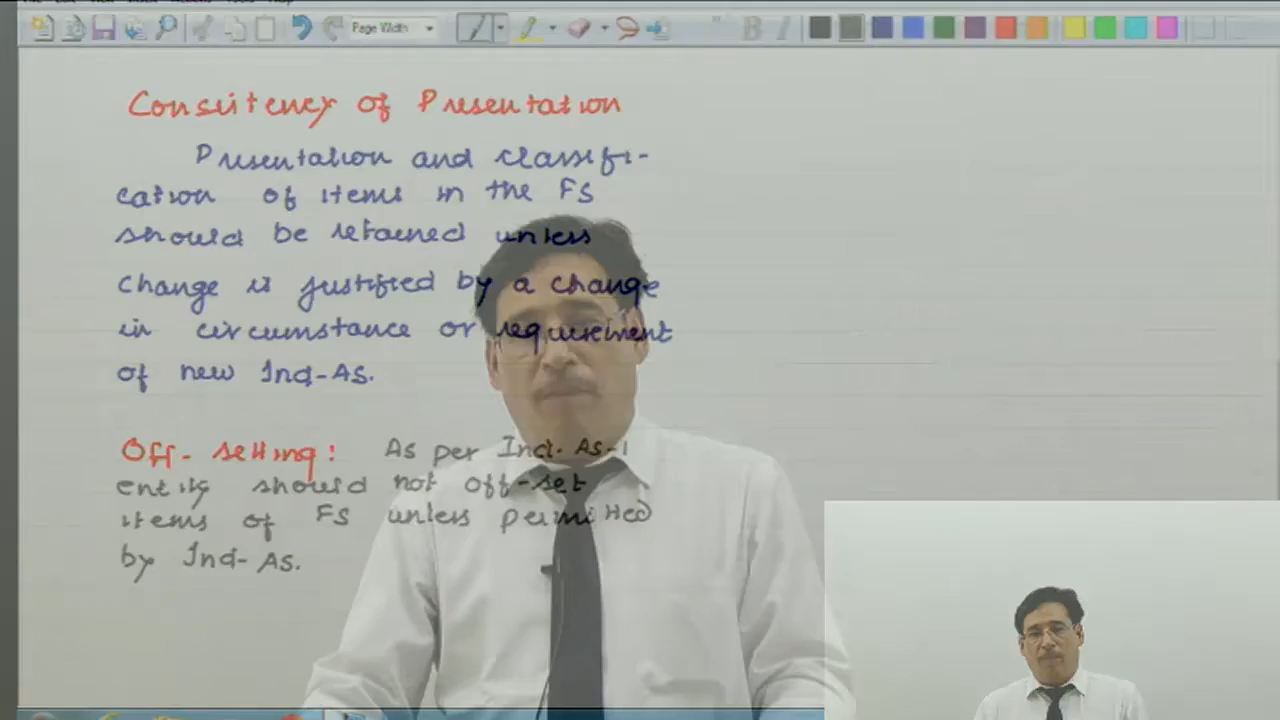 Page Width
Consistency of Presentation
Presentation and classifi-
cation of items in the FS
should be retained unless
change is justified by a change
in circumstance or requirement
of new Ind-As.
Off-setting: As per Ind-As-1
entity should not off-set
items of FS unless permitted
by Ind-As.